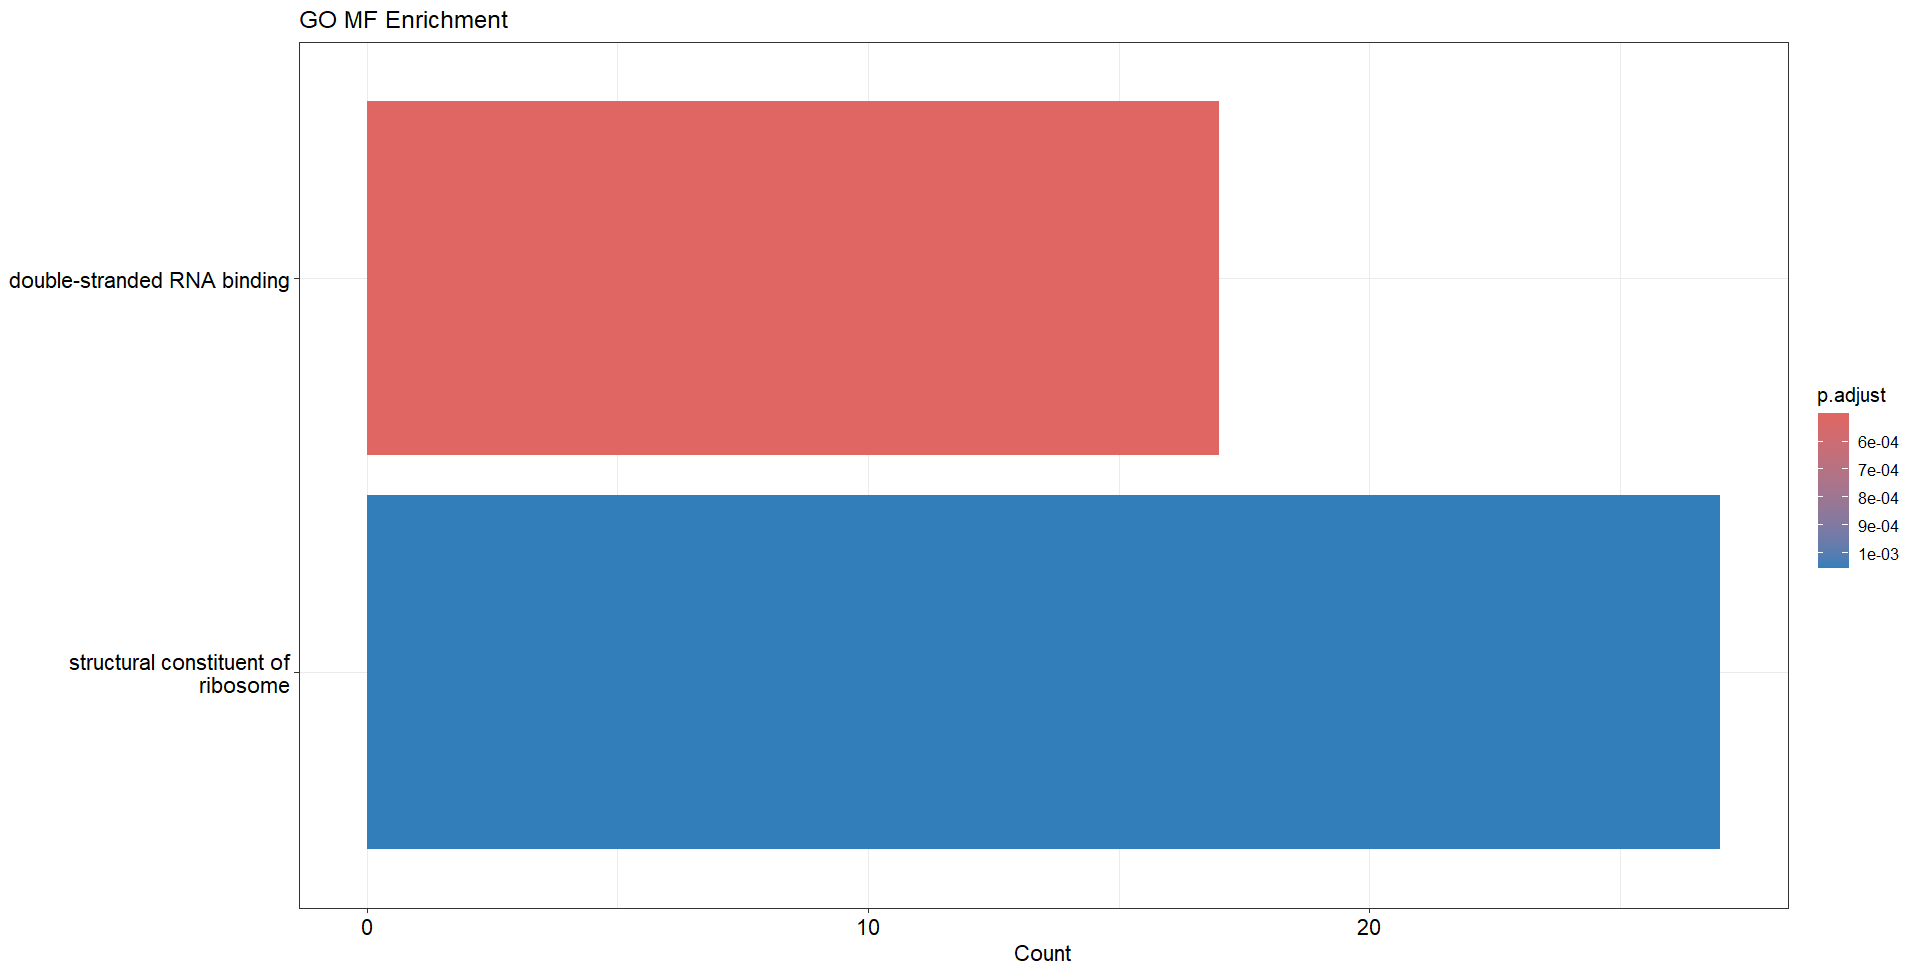 GO MF Enrichment
double-stranded RNA binding
structural constituent of
ribosome
0
10
20
Count
p.adjust
6e-04
7e-04
8e-04
9e-04
1e-03